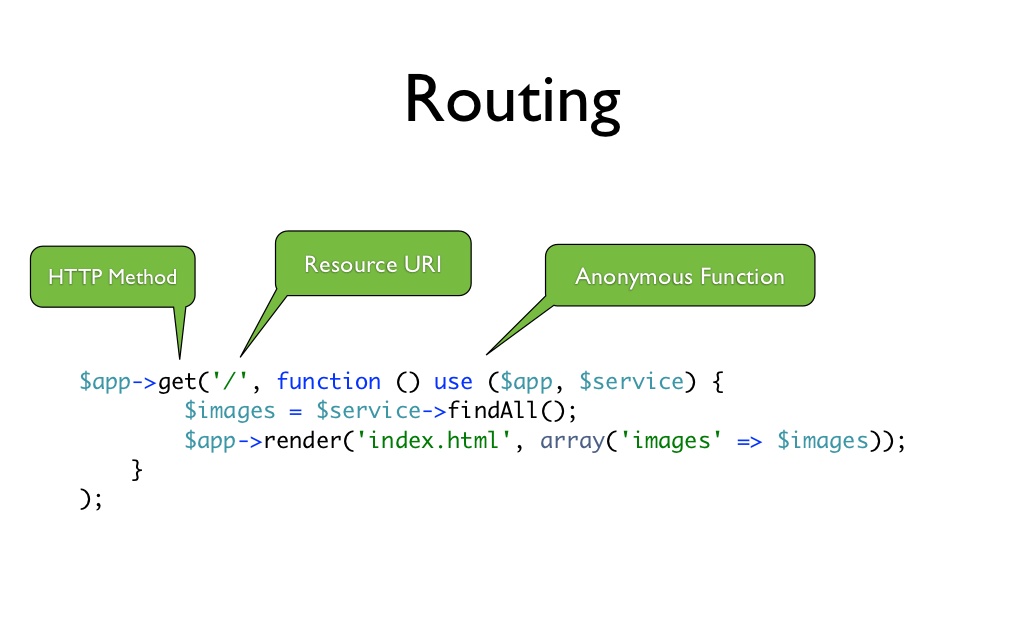 Routing
HTTP Method
Resource URI
Anonymous Function
$app->get('/', function () use ($app, $service) {
        $images = $service->findAll();
        $app->render('index.html', array('images' => $images));
    }
);